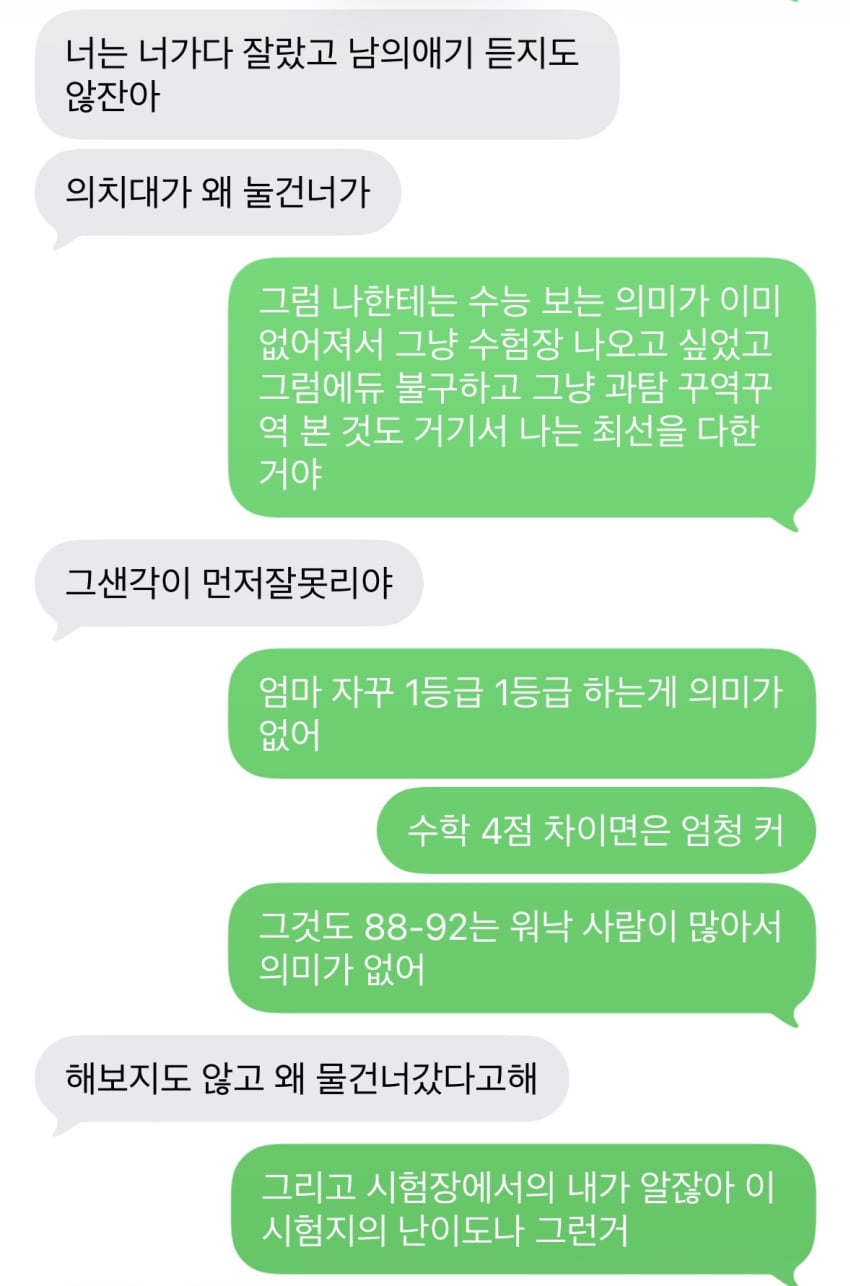 너는 너가다 잘랐고 남의얘기 듣지도
않잔아
의치대가 왜 눌건너가
그럼 나한테는 수능 보는 의미가 이미
없어져서 그냥 수험장 나오고 싶었고
그럼에듀 불구하고 그냥 과탐 꾸역꾸
역 본 것도 거기서 나는 최선을 다한
거야
그샌각이 먼저잘못리야
엄마 자꾸 1등급 1등급 하는게 의미가
없어
수학 4점 차이면은 엄청 커
그것도 88-92는 워낙 사람이 많아서
의미가 없어
해보지도 않고 왜 물건너갔다고해
그리고 시험장에서의 내가 알잖아 이
시험지의 난이도나 그런거